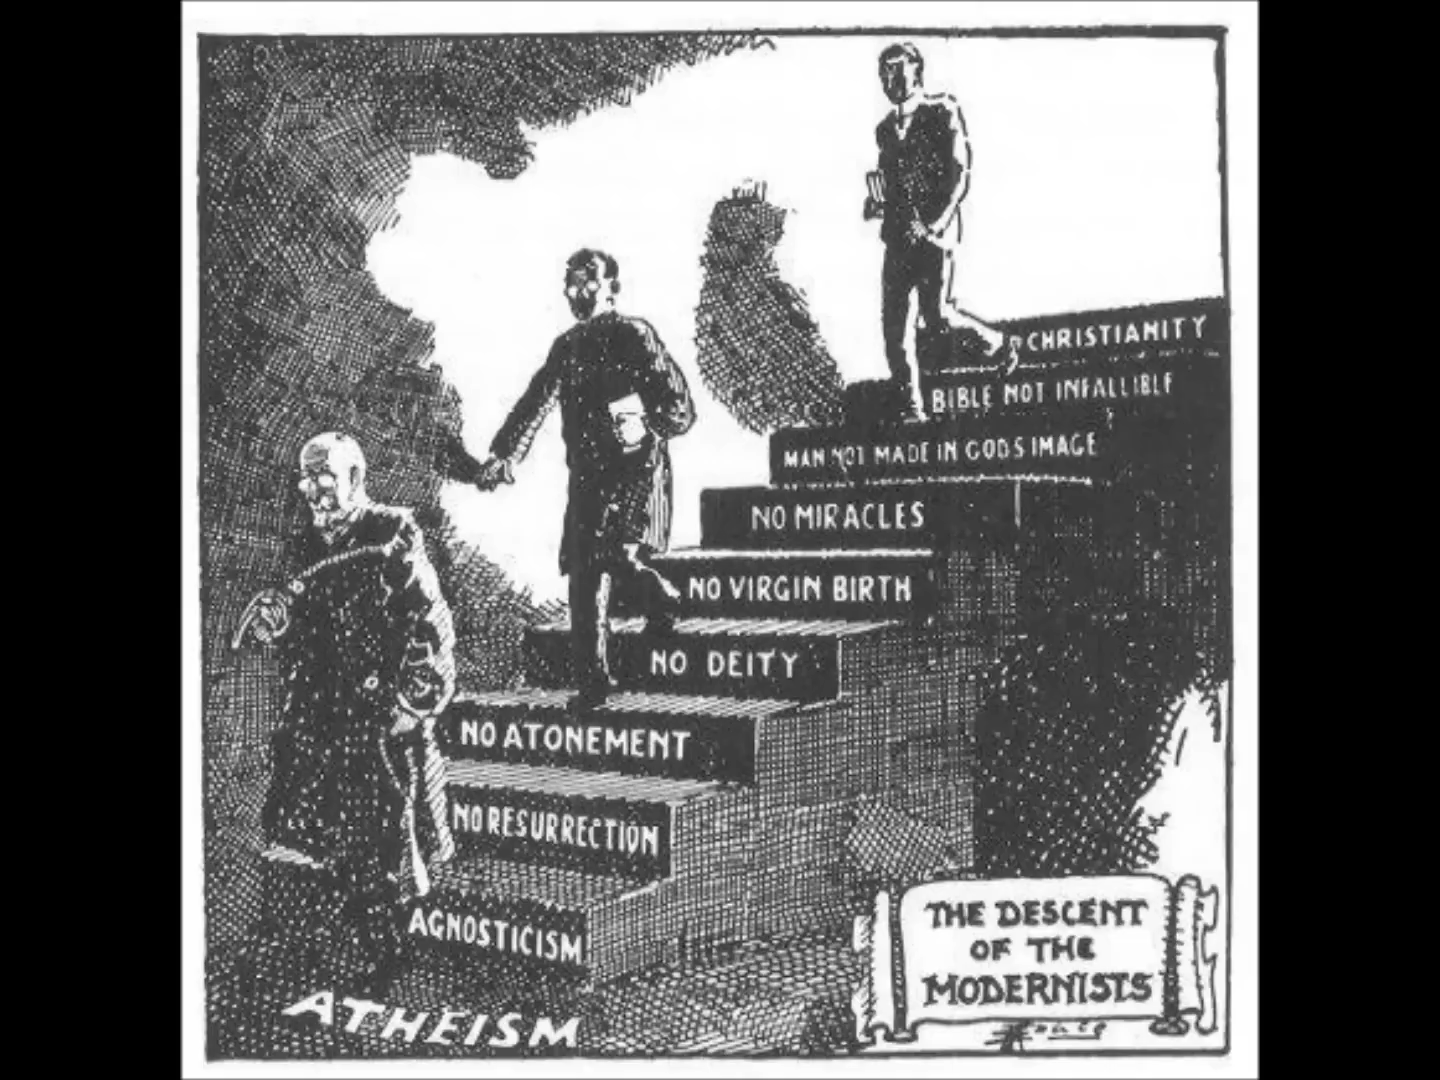 CHRISTIANITY
BIBLE NOT INFALLIBLE
MAN NOT MADE IN GODS IMAGE
NO MIRACLES
NO VIRGIN BIRTH
NO DEITY
NO ATONEMENT
NO RESURRECTION
AGNOSTICISM
ATHEISM
THE DESCENT
OF THE
MODERNISTS